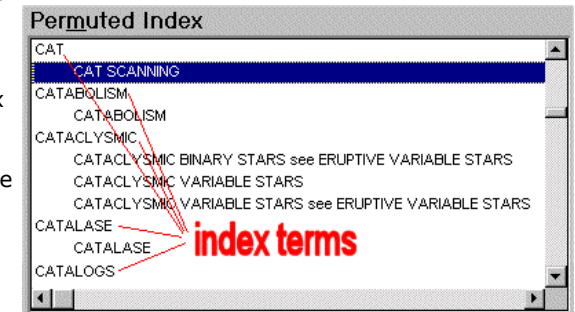 Permuted Index
CAT
CAT SCANNING
CATABOLISM
CATABOLISM
CATACLYSMIC
CATACLYSMIC BINARY STARS see ERUPTIVE VARIABLE STARS
CATACLYSMIC VARIABLE STARS
CATACLYSMIC VARIABLE STARS see ERUPTIVE VARIABLE STARS
CATALASE
index terms
CATALASE
CATALOGS